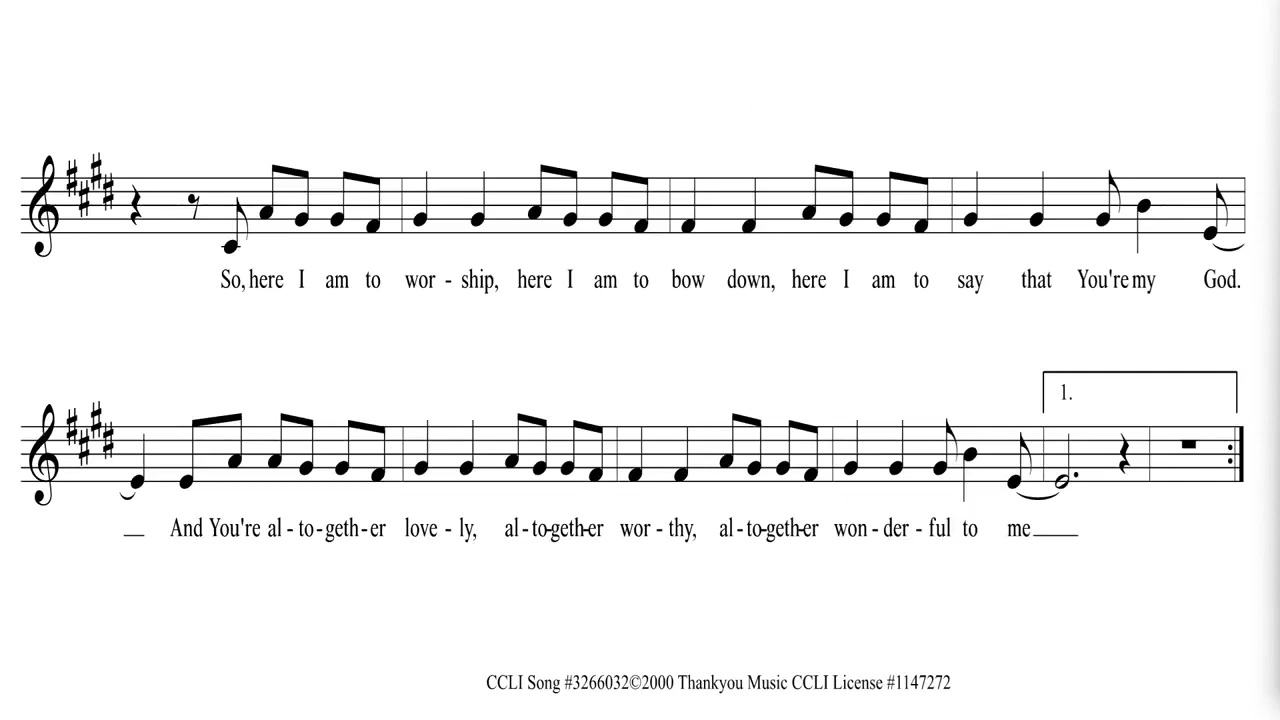 So, here I am to wor - ship, here I am to bow down, here I am to say that You're my God.
1.
And You're al - to - geth - er love - ly, al - to - geth - er wor - thy, al - to - geth - er won - der - ful to me
CCLI Song #3266032©2000 Thankyou Music CCLI License #1147272